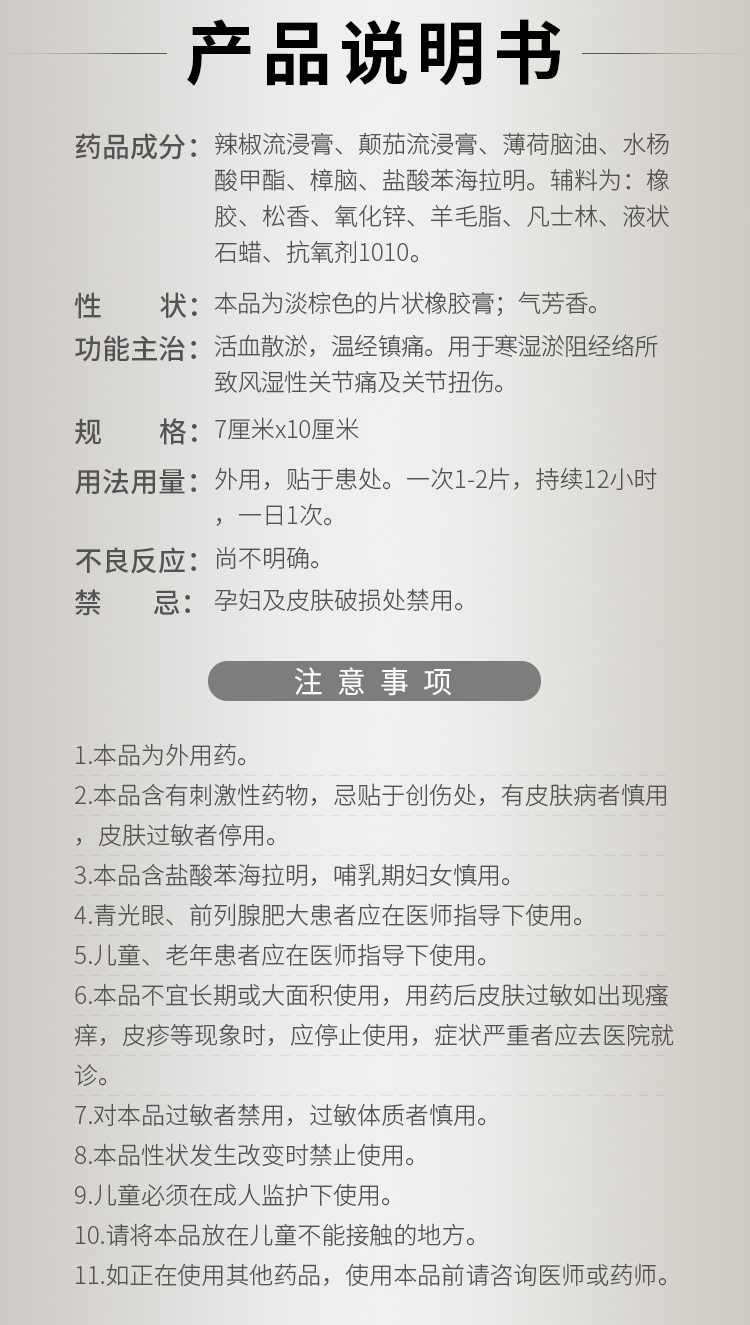 产品说明书
药品成分：辣椒流浸膏、颠茄流浸膏、薄荷脑油、水杨
酸甲酯、樟脑、盐酸苯海拉明。辅料为：橡
胶、松香、氧化锌、羊毛脂、凡士林、液状
石蜡、抗氧剂1010。
性 状：本品为淡棕色的片状橡胶膏；气芳香。
功能主治：活血散淤，温经镇痛。用于寒湿淤阻经络所
致风湿性关节痛及关节扭伤。
规 格：7厘米x10厘米
用法用量：外用，贴于患处。一次1-2片，持续12小时
，一日1次。
不良反应：尚不明确。
禁 忌：孕妇及皮肤破损处禁用。
注意事项
1.本品为外用药。
2.本品含有刺激性药物，忌贴于创伤处，有皮肤病者慎用
，皮肤过敏者停用。
3.本品含盐酸苯海拉明，哺乳期妇女慎用。
4.青光眼、前列腺肥大患者应在医师指导下使用。
5.儿童、老年患者应在医师指导下使用。
6.本品不宜长期或大面积使用，用药后皮肤过敏如出现瘙
痒，皮疹等现象时，应停止使用，症状严重者应去医院就
诊。
7.对本品过敏者禁用，过敏体质者慎用。
8.本品性状发生改变时禁止使用。
9.儿童必须在成人监护下使用。
10.请将本品放在儿童不能接触的地方。
11.如正在使用其他药品，使用本品前请咨询医师或药师。